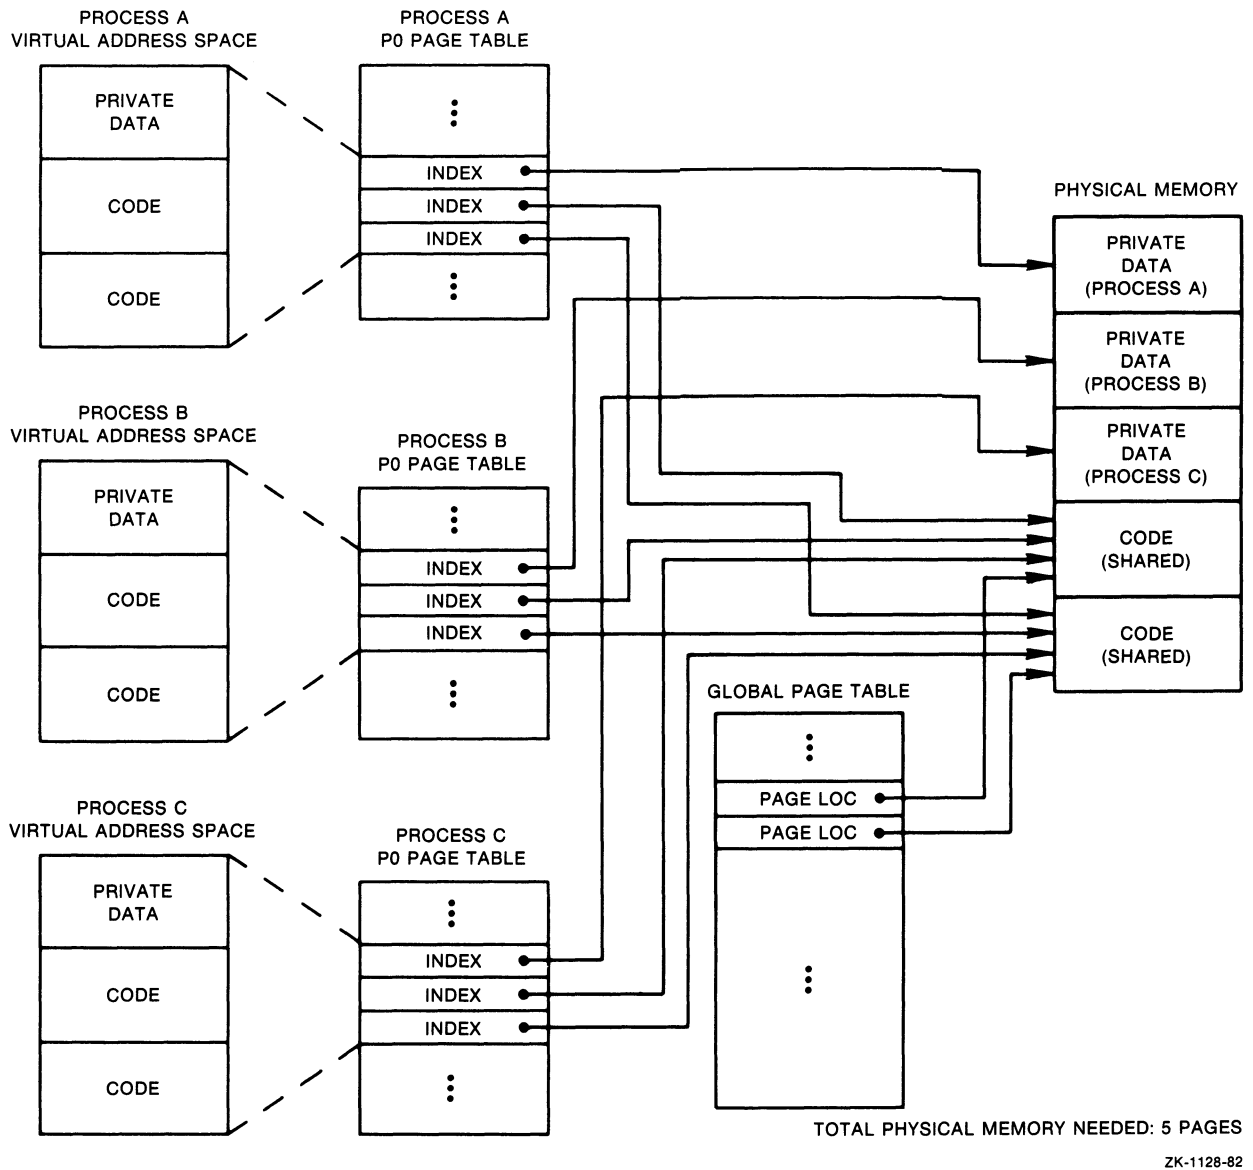 PROCESS A
VIRTUAL ADDRESS SPACE
PRIVATE
DATA
CODE
CODE
PROCESS A
P0 PAGE TABLE
INDEX
INDEX
INDEX
PHYSICAL MEMORY
PRIVATE
DATA
(PROCESS A)
PRIVATE
DATA
(PROCESS B)
PRIVATE
DATA
(PROCESS C)
CODE
(SHARED)
CODE
(SHARED)
PROCESS B
VIRTUAL ADDRESS SPACE
PRIVATE
DATA
CODE
CODE
PROCESS B
P0 PAGE TABLE
INDEX
INDEX
INDEX
GLOBAL PAGE TABLE
PAGE LOC
PAGE LOC
PROCESS C
VIRTUAL ADDRESS SPACE
PRIVATE
DATA
CODE
CODE
PROCESS C
P0 PAGE TABLE
INDEX
INDEX
INDEX
TOTAL PHYSICAL MEMORY NEEDED: 5 PAGES
ZK-1128-82